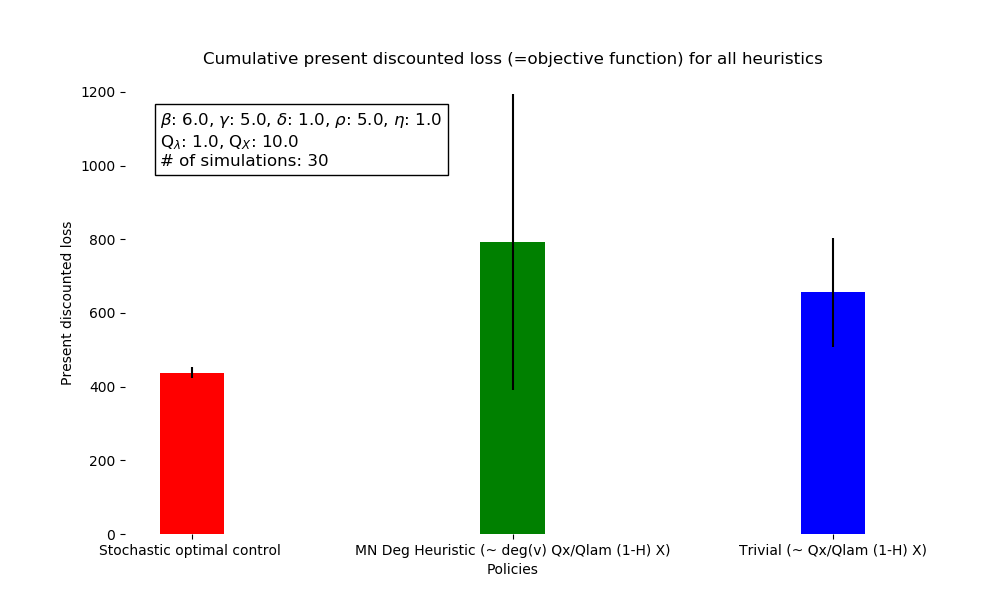 Cumulative present discounted loss (=objective function) for all heuristics
β: 6.0, γ: 5.0, δ: 1.0, ρ: 5.0, η: 1.0
Qλ: 1.0, QX: 10.0
# of simulations: 30
Present discounted loss
1200
1000
800
600
400
200
0
Stochastic optimal control
MN Deg Heuristic (~ deg(v) Qx/Qlam (1-H) X)
Trivial (~ Qx/Qlam (1-H) X)
Policies